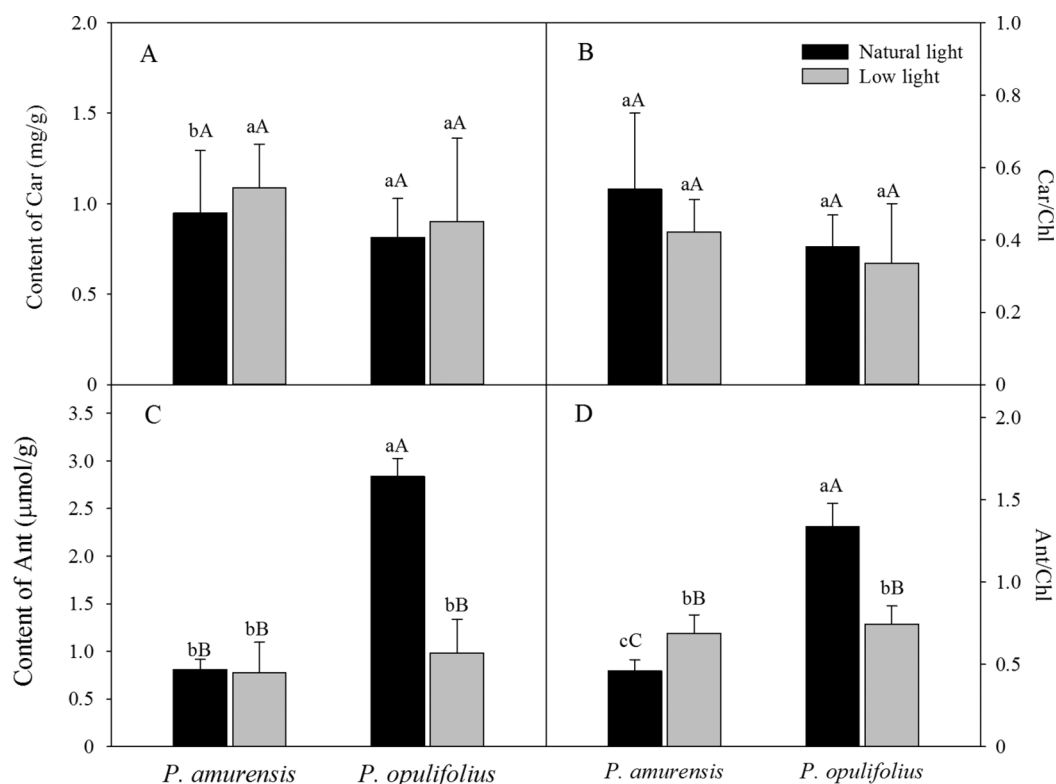 A
B
Natural light
Low light
Content of Car (mg/g)
2.0
1.5
1.0
0.5
0
bA
aA
aA
aA
aA
aA
aA
aA
1.0
0.8
0.6
0.4
0.2
0
Car/Chl
C
D
Content of Ant (μmol/g)
3.5
3.0
2.5
2.0
1.5
1.0
0.5
0
bB
bB
aA
bB
cC
bB
aA
bB
2.0
1.5
1.0
0.5
0
Ant/Chl
P. amurensis
P. opulifolius
P. amurensis
P. opulifolius